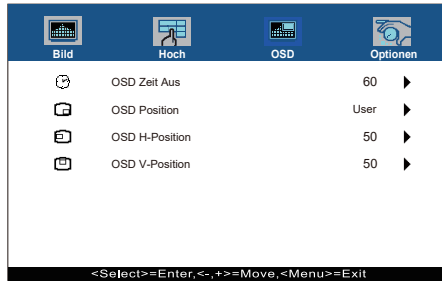 Bild Hoch OSD Optionen
OSD Zeit Aus 60
OSD Position User
OSD H-Position 50
OSD V-Position 50
<Select>=Enter,<-,+>=Move,<Menu>=Exit